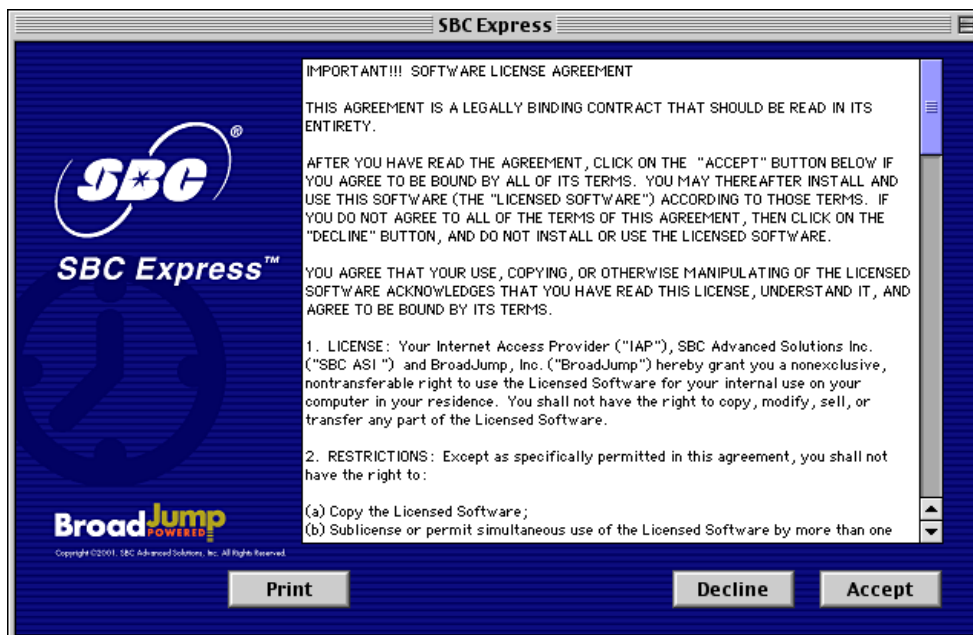 SBC Express
SBC®
SBC Express™
BroadJump
POWERED
Copyright ©2001, SBC Advanced Solutions, Inc. All Rights Reserved.
IMPORTANT!!! SOFTWARE LICENSE AGREEMENT
THIS AGREEMENT IS A LEGALLY BINDING CONTRACT THAT SHOULD BE READ IN ITS
ENTIRETY.
AFTER YOU HAVE READ THE AGREEMENT, CLICK ON THE "ACCEPT" BUTTON BELOW IF
YOU AGREE TO BE BOUND BY ALL OF ITS TERMS. YOU MAY THEREAFTER INSTALL AND
USE THIS SOFTWARE (THE "LICENSED SOFTWARE") ACCORDING TO THOSE TERMS. IF
YOU DO NOT AGREE TO ALL OF THE TERMS OF THIS AGREEMENT, THEN CLICK ON THE
"DECLINE" BUTTON, AND DO NOT INSTALL OR USE THE LICENSED SOFTWARE.
YOU AGREE THAT YOUR USE, COPYING, OR OTHERWISE MANIPULATING OF THE LICENSED
SOFTWARE ACKNOWLEDGES THAT YOU HAVE READ THIS LICENSE, UNDERSTAND IT, AND
AGREE TO BE BOUND BY ITS TERMS.
1. LICENSE: Your Internet Access Provider ("IAP"), SBC Advanced Solutions Inc.
("SBC ASI ") and BroadJump, Inc. ("BroadJump") hereby grant you a nonexclusive,
nontransferable right to use the Licensed Software for your internal use on your
computer in your residence. You shall not have the right to copy, modify, sell, or
transfer any part of the Licensed Software.
2. RESTRICTIONS: Except as specifically permitted in this agreement, you shall not
have the right to:
(a) Copy the Licensed Software;
(b) Sublicense or permit simultaneous use of the Licensed Software by more than one
Print
Decline
Accept